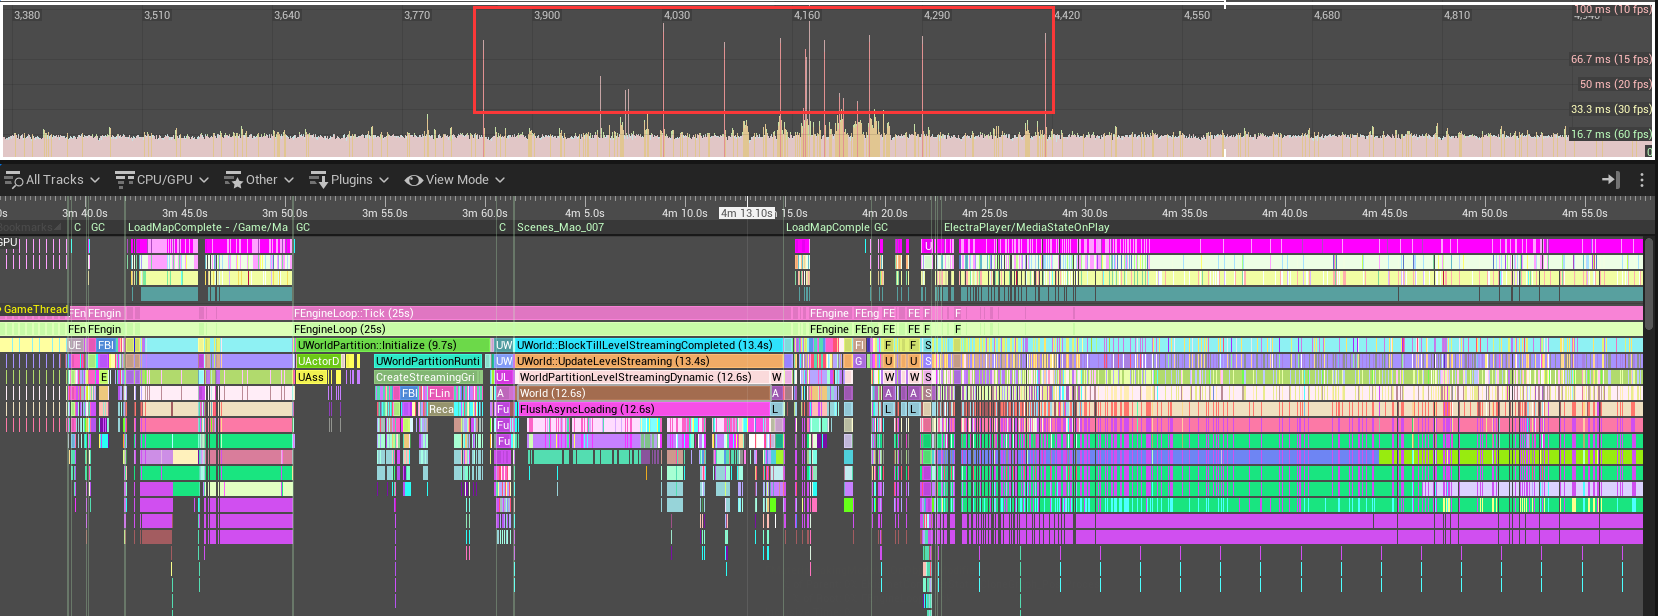 3,380 3,510 3,640 3,770 3,900 4,030 4,160 4,290 4,420 4,550 4,680 4,810 4,940
100 ms (10 fps)
66.7 ms (15 fps)
50 ms (20 fps)
33.3 ms (30 fps)
16.7 ms (60 fps)
0
All Tracks CPU/GPU Other Plugins View Mode
0s 3m 40.0s 3m 45.0s 3m 50.0s 3m 55.0s 3m 60.0s 4m 5.0s 4m 10.0s 4m 13.10s 15.0s 4m 20.0s 4m 25.0s 4m 30.0s 4m 35.0s 4m 40.0s 4m 45.0s 4m 50.0s 4m 55.0s
Bookmarks C GC LoadMapComplete - /Game/Ma GC C Scenes_Mao_007 LoadMapComple GC ElectraPlayer/MediaStateOnPlay
GPU U
GameThread FEn FEngin FEngineLoop::Tick (25s) FEngine FEng FE FE F F
FEn FEngin FEngineLoop (25s) FEngine FEng FE FE F F
UE FBI UWorldPartition::Initialize (9.7s) UW UWorld::BlockTillLevelStreamingCompleted (13.4s) FI F F S
UActorD UWorldPartitionRunti UW UWorld::UpdateLevelStreaming (13.4s) G U U S
E UAss CreateStreamingGri UL WorldPartitionLevelStreamingDynamic (12.6s) W W W S
FBI FLin A World (12.6s) A A A S
Reca Fu FlushAsyncLoading (12.6s) L L L
Fu
Fu